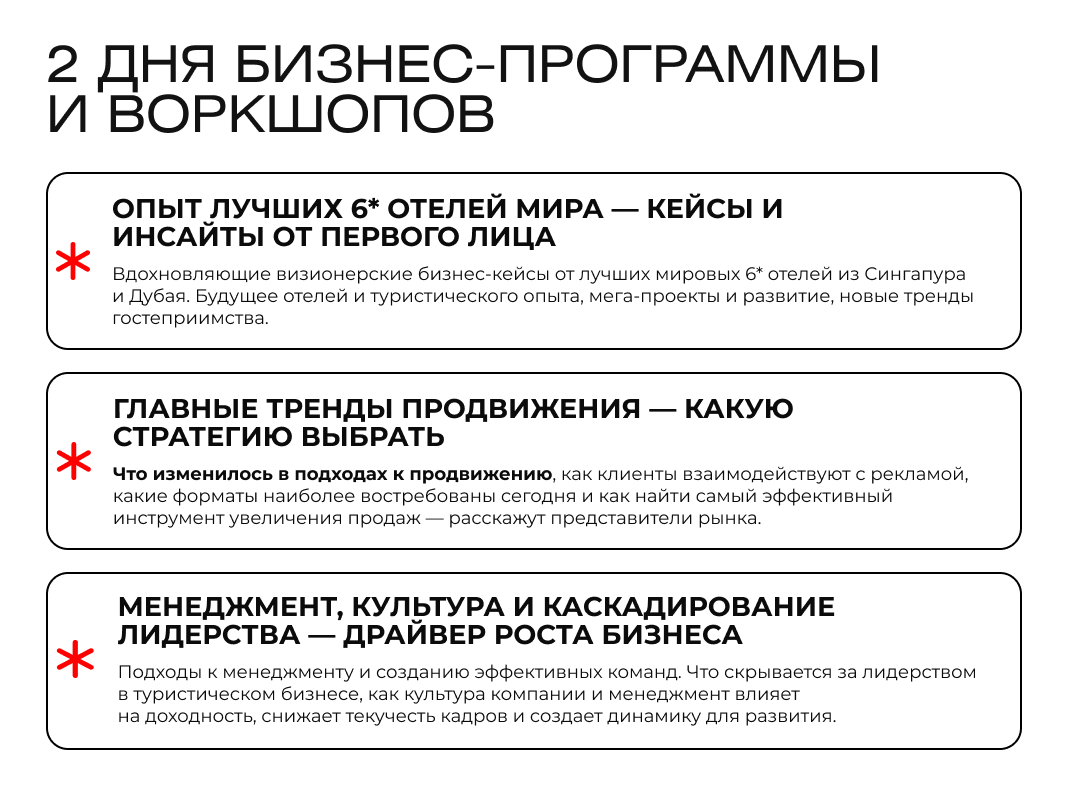 2 ДНЯ БИЗНЕС-ПРОГРАММЫ
И ВОРКШОПОВ
ОПЫТ ЛУЧШИХ 6* ОТЕЛЕЙ МИРА — КЕЙСЫ И
ИНСАЙТЫ ОТ ПЕРВОГО ЛИЦА
Вдохновляющие визионерские бизнес-кейсы от лучших мировых 6* отелей из Сингапура
и Дубая. Будущее отелей и туристического опыта, мега-проекты и развитие, новые тренды
гостеприимства.
ГЛАВНЫЕ ТРЕНДЫ ПРОДВИЖЕНИЯ — КАКУЮ
СТРАТЕГИЮ ВЫБРАТЬ
Что изменилось в подходах к продвижению, как клиенты взаимодействуют с рекламой,
какие форматы наиболее востребованы сегодня и как найти самый эффективный
инструмент увеличения продаж — расскажут представители рынка.
МЕНЕДЖМЕНТ, КУЛЬТУРА И КАСКАДИРОВАНИЕ
ЛИДЕРСТВА — ДРАЙВЕР РОСТА БИЗНЕСА
Подходы к менеджменту и созданию эффективных команд. Что скрывается за лидерством
в туристическом бизнесе, как культура компании и менеджмент влияет
на доходность, снижает текучесть кадров и создает динамику для развития.